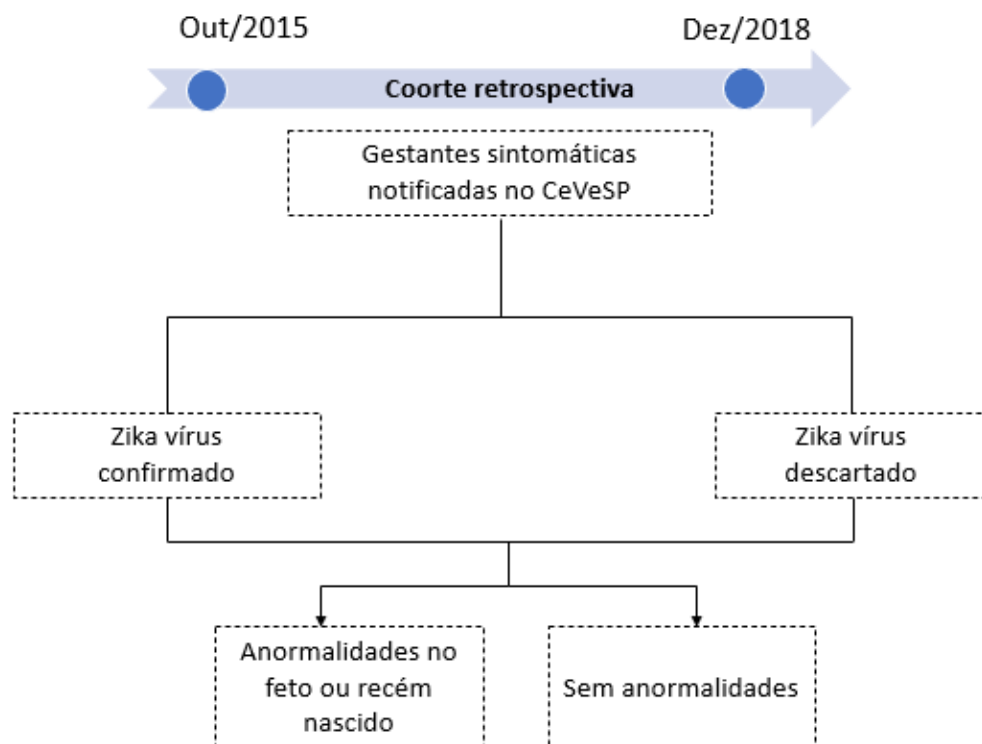 Out/2015
Dez/2018
Coorte retrospectiva
Gestantes sintomáticas
notificadas no CeVeSP
Zika vírus
confirmado
Zika vírus
descartado
Anormalidades no
feto ou recém
nascido
Sem anormalidades